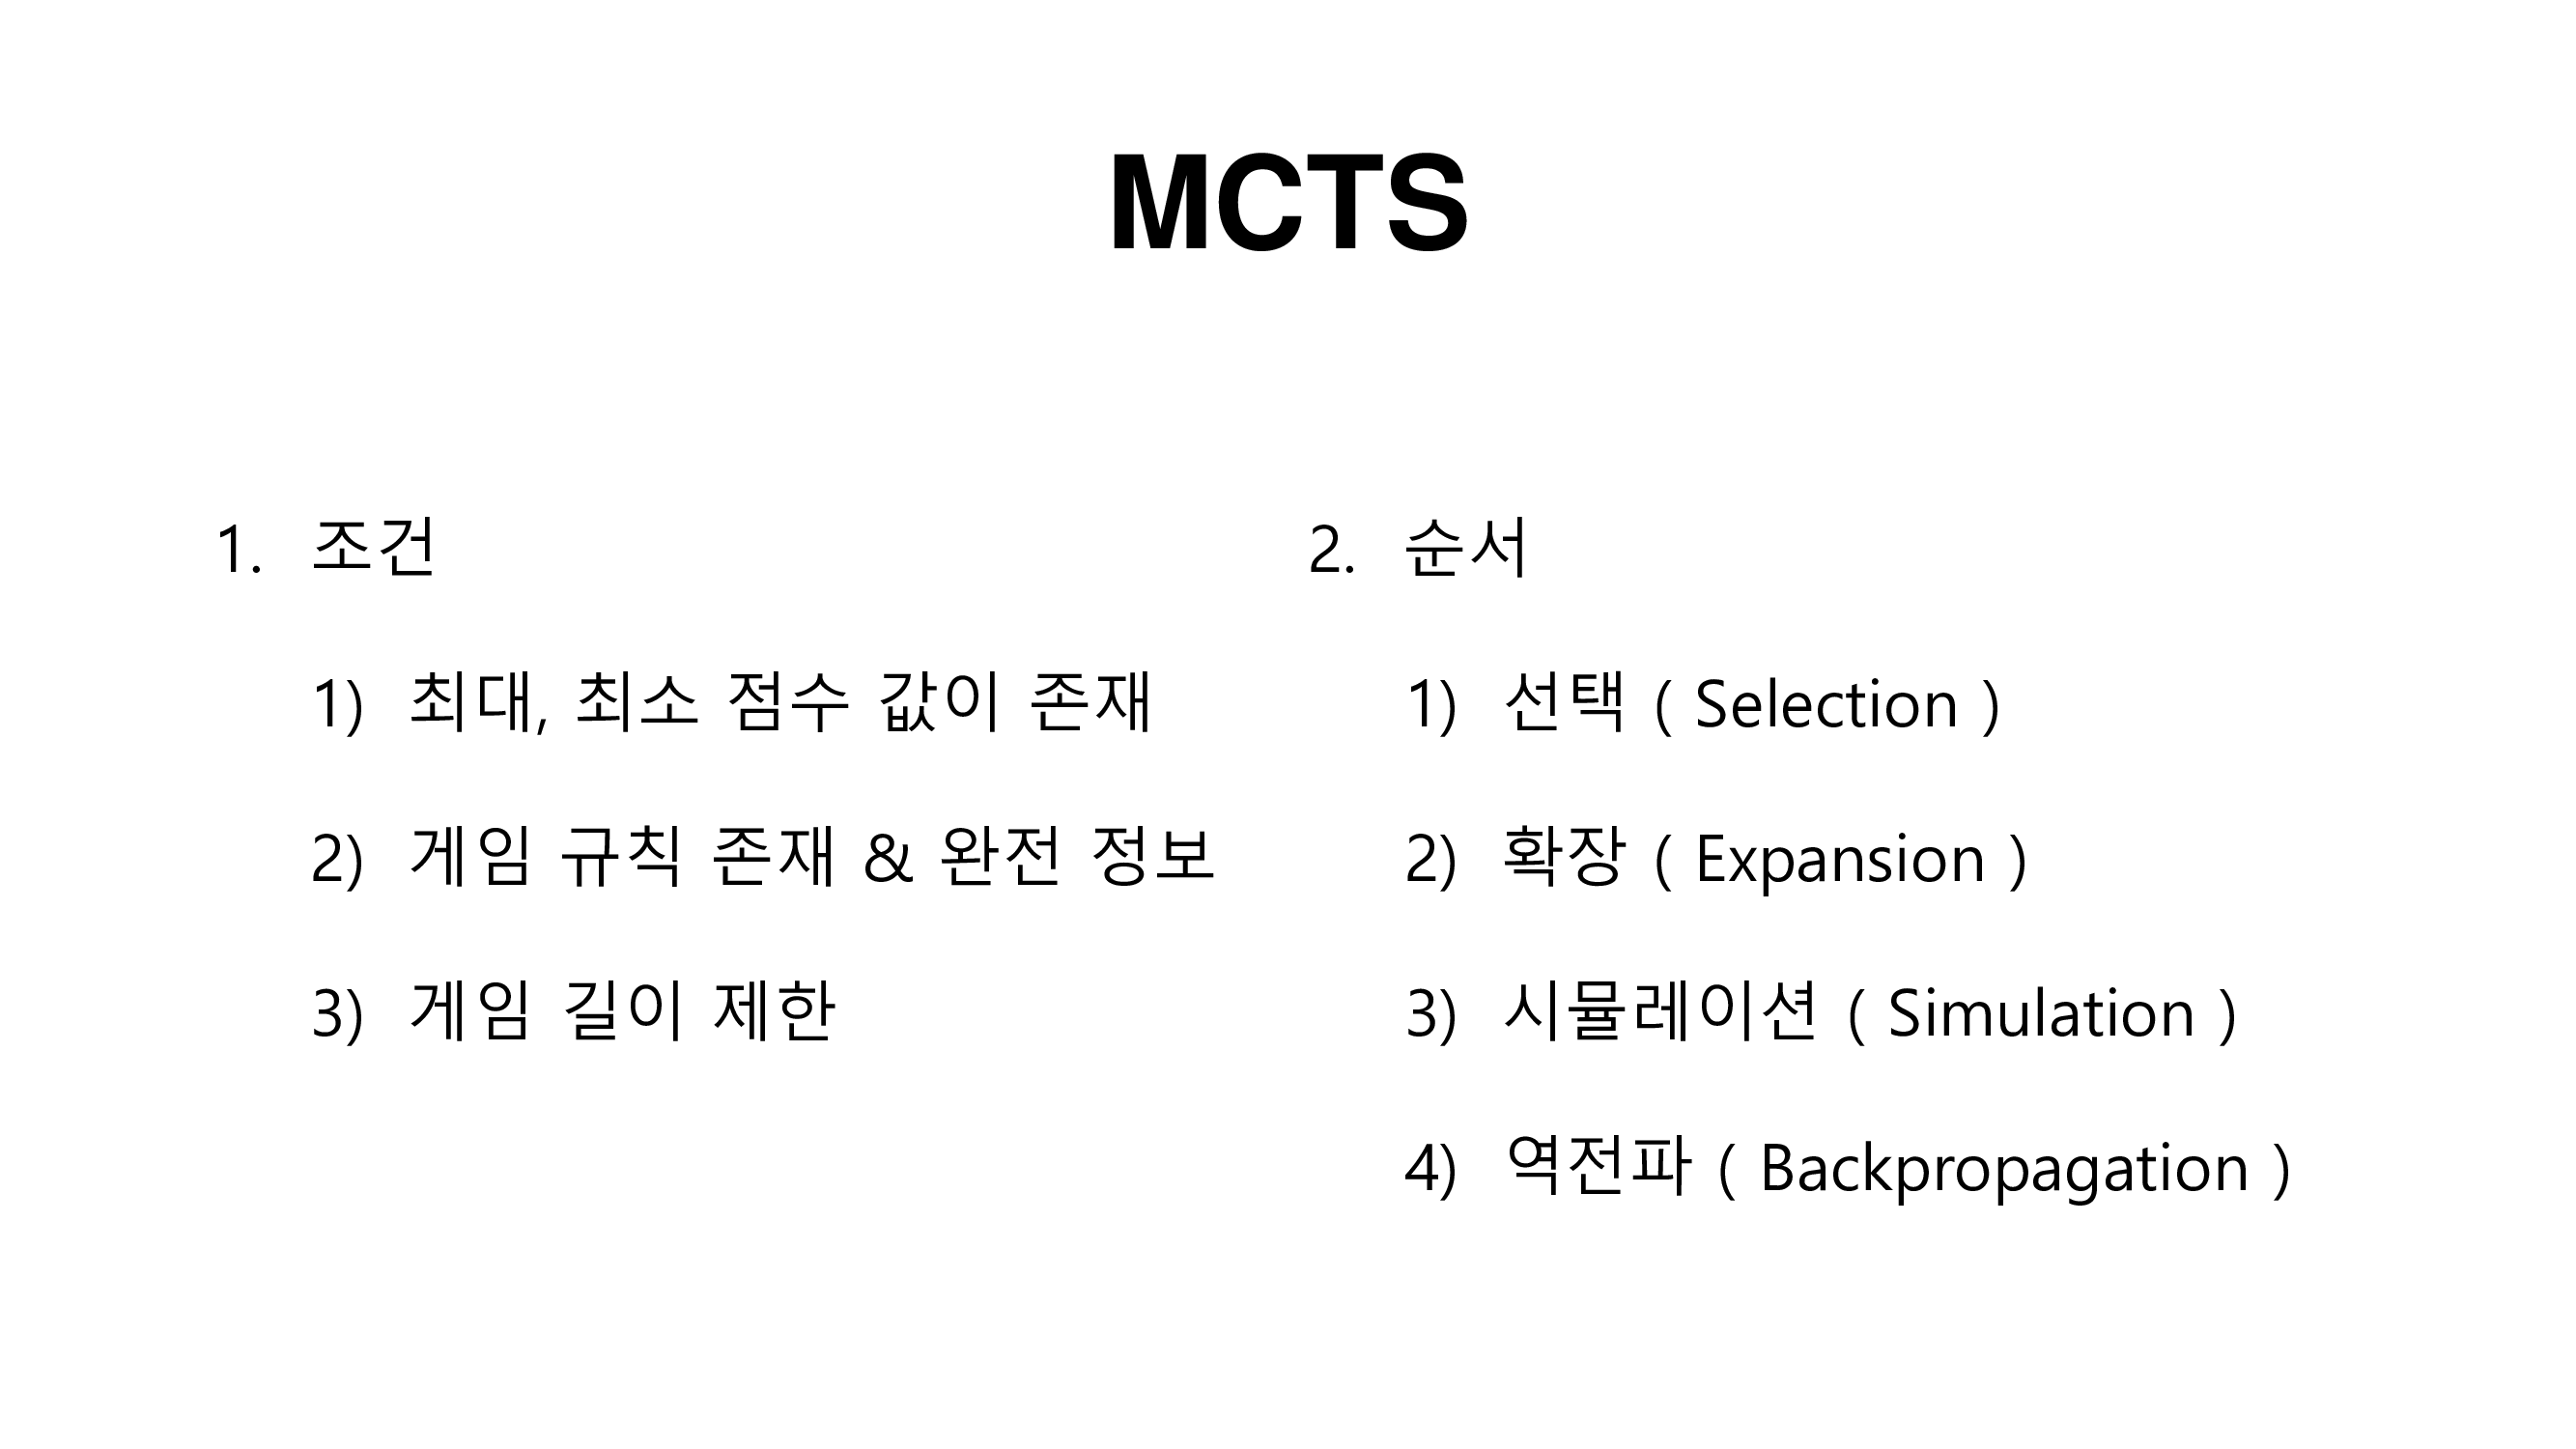 MCTS
1. 조건
1) 최대, 최소 점수 값이 존재
2) 게임 규칙 존재 & 완전 정보
3) 게임 길이 제한
2. 순서
1) 선택 ( Selection )
2) 확장 ( Expansion )
3) 시뮬레이션 ( Simulation )
4) 역전파 ( Backpropagation )